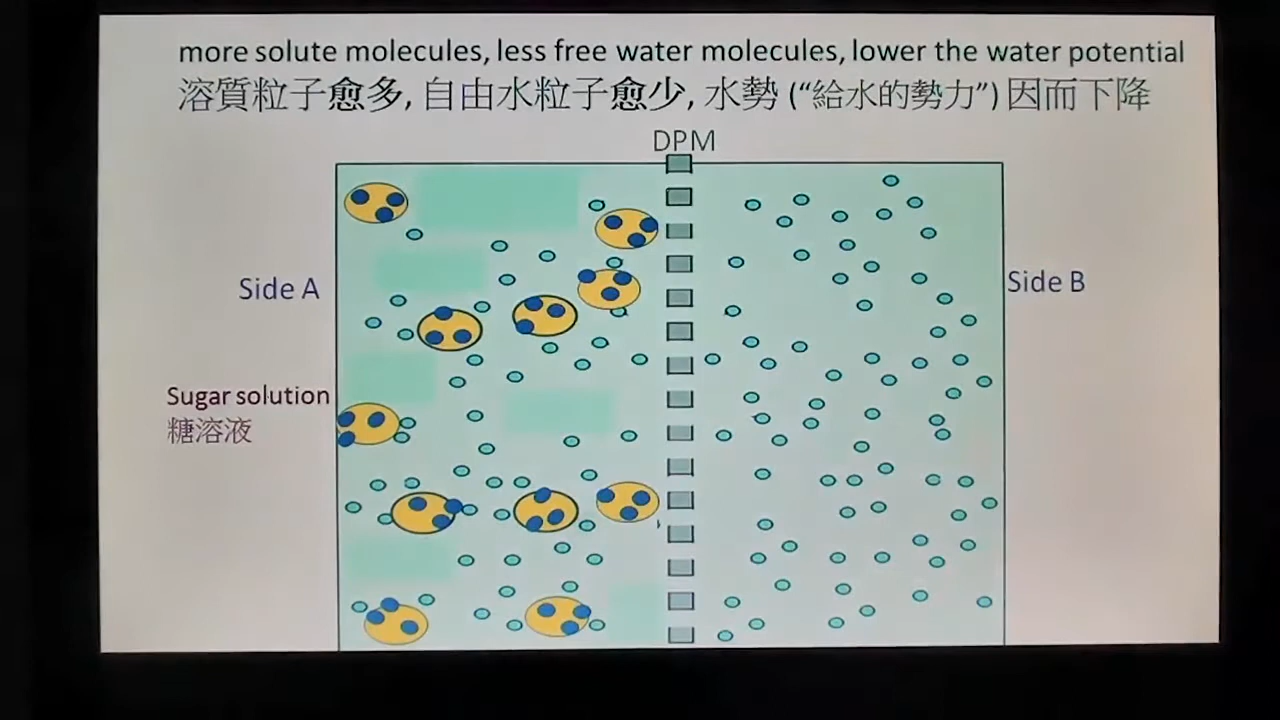 more solute molecules, less free water molecules, lower the water potential
溶質粒子愈多, 自由水粒子愈少, 水勢 (“給水的勢力”) 因而下降
DPM
Side A
Side B
Sugar solution
糖溶液